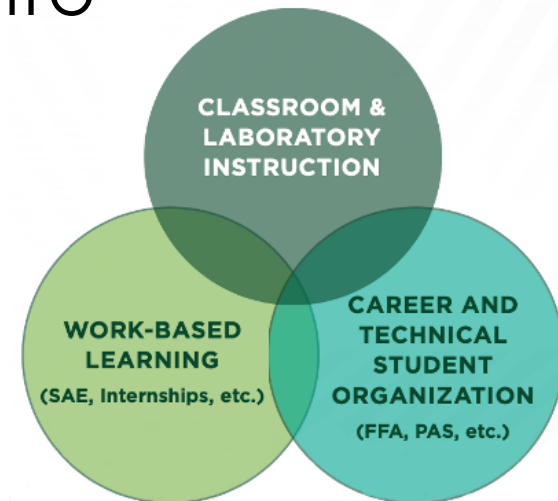 CLASSROOM &
LABORATORY
INSTRUCTION
WORK-BASED
LEARNING
(SAE, Internships, etc.)
CAREER AND
TECHNICAL
STUDENT
ORGANIZATION
(FFA, PAS, etc.)